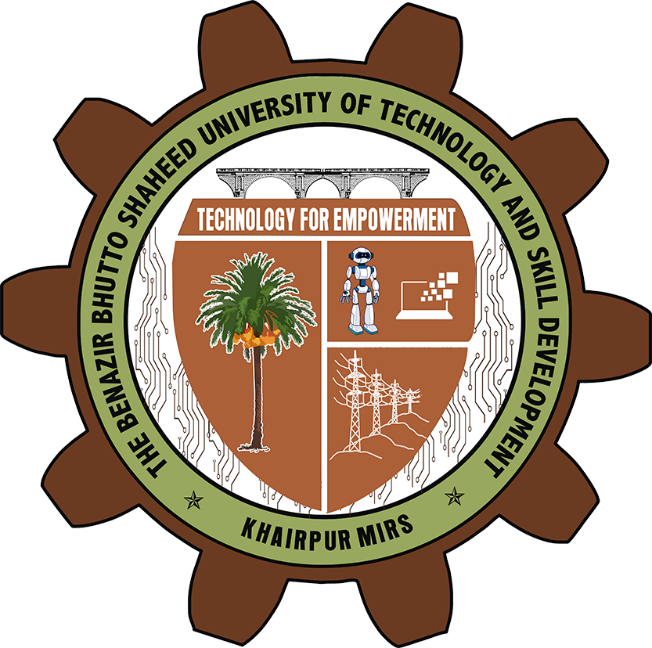 THE BENAZIR BHUTTO SHAHEED UNIVERSITY OF TECHNOLOGY AND SKILL DEVELOPMENT
TECHNOLOGY FOR EMPOWERMENT
KHAIRPUR MIRS